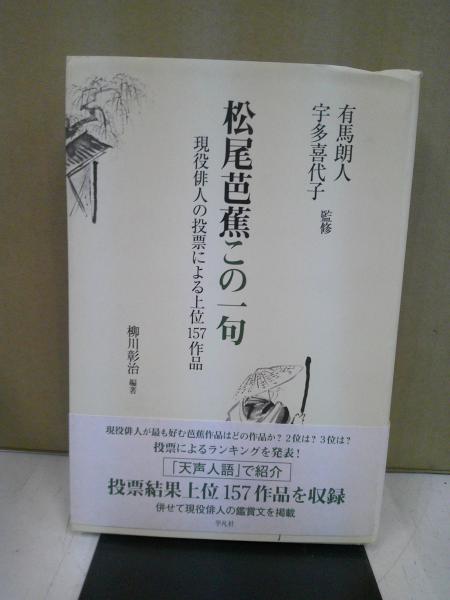 有馬朗人
宇多喜代子 監修
松尾芭蕉この一句
現役俳人の投票による上位157作品
柳川彰治 編著
現役俳人が最も好む芭蕉作品はどの作品か？2位は？3位は？
投票によるランキングを発表！
「天声人語」で紹介
投票結果上位157作品を収録
併せて現役俳人の鑑賞文を掲載
平凡社